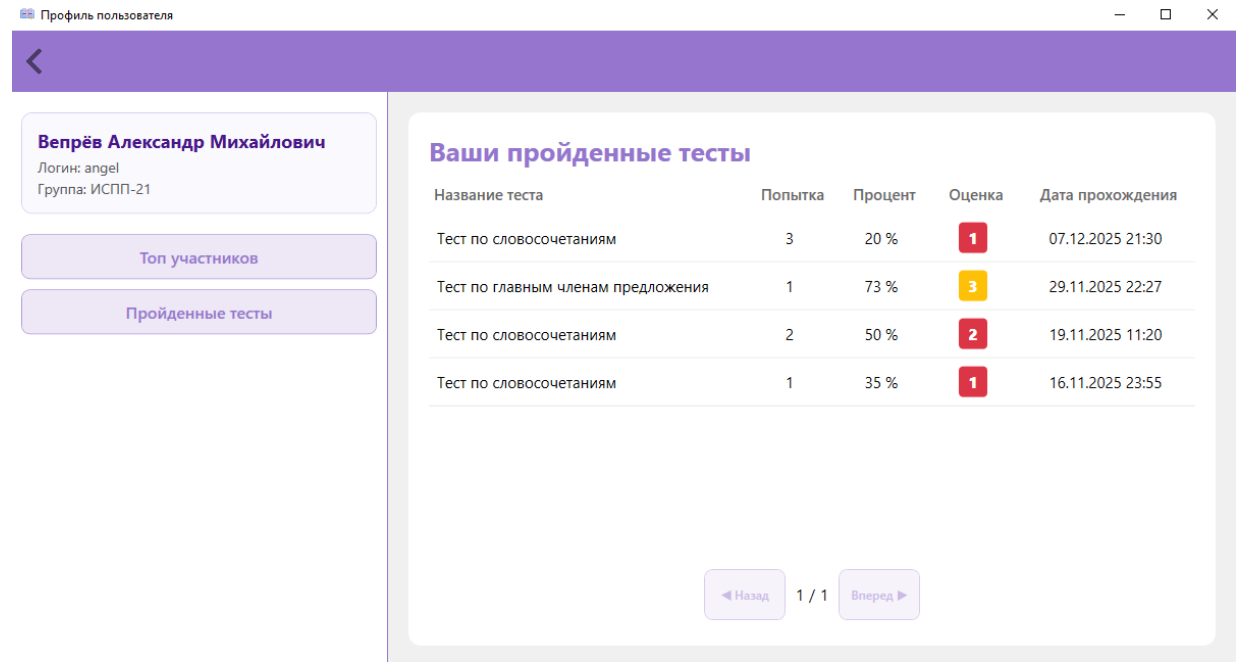 Профиль пользователя
Вепрёв Александр Михайлович
Логин: angel
Группа: ИСПП-21
Топ участников
Пройденные тесты
Ваши пройденные тесты
Название теста Попытка Процент Оценка Дата прохождения
Тест по словосочетаниям 3 20 % 1 07.12.2025 21:30
Тест по главным членам предложения 1 73 % 3 29.11.2025 22:27
Тест по словосочетаниям 2 50 % 2 19.11.2025 11:20
Тест по словосочетаниям 1 35 % 1 16.11.2025 23:55
◀ Назад 1 / 1 Вперед ▶